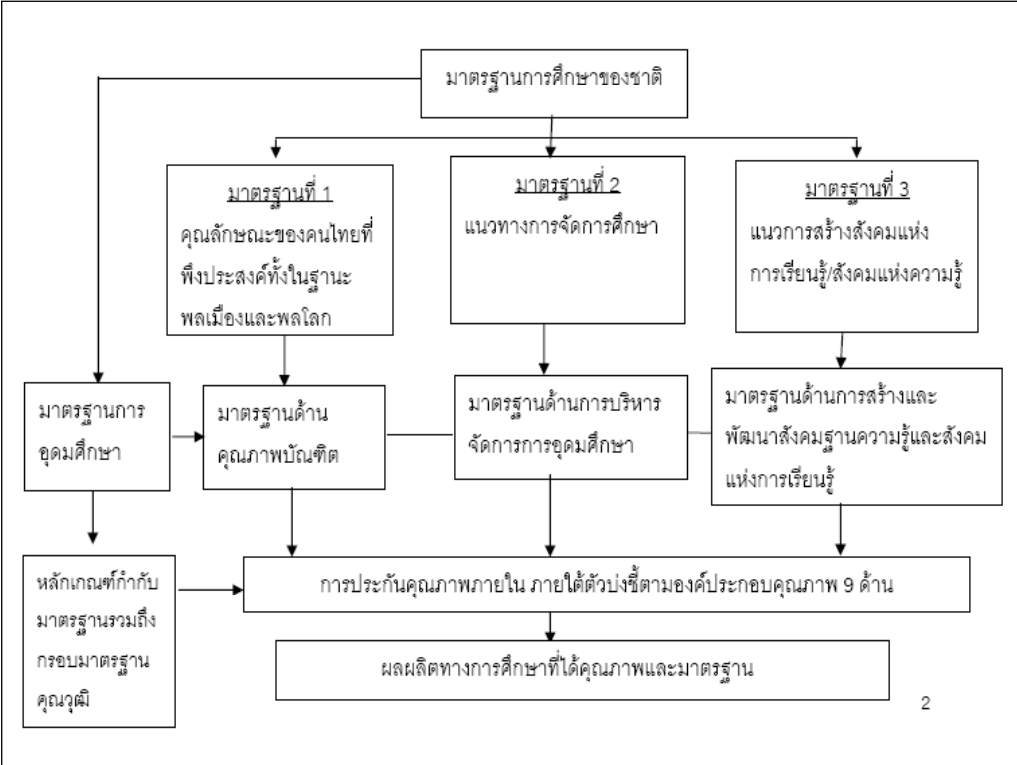 มาตรฐานการศึกษาของชาติ
มาตรฐานที่ 1
คุณลักษณะของคนไทยที่
พึงประสงค์ทั้งในฐานะ
พลเมืองและพลโลก
มาตรฐานที่ 2
แนวทางการจัดการศึกษา
มาตรฐานที่ 3
แนวการสร้างสังคมแห่ง
การเรียนรู้/สังคมแห่งความรู้
มาตรฐานการ
อุดมศึกษา
มาตรฐานด้าน
คุณภาพบัณฑิต
มาตรฐานด้านการบริหาร
จัดการการอุดมศึกษา
มาตรฐานด้านการสร้างและ
พัฒนาสังคมฐานความรู้และสังคม
แห่งการเรียนรู้
หลักเกณฑ์กำกับ
มาตรฐานรวมถึง
กรอบมาตรฐาน
คุณวุฒิ
การประกันคุณภาพภายใน ภายใต้ตัวบ่งชี้ตามองค์ประกอบคุณภาพ 9 ด้าน
ผลผลิตทางการศึกษาที่ได้คุณภาพและมาตรฐาน
2